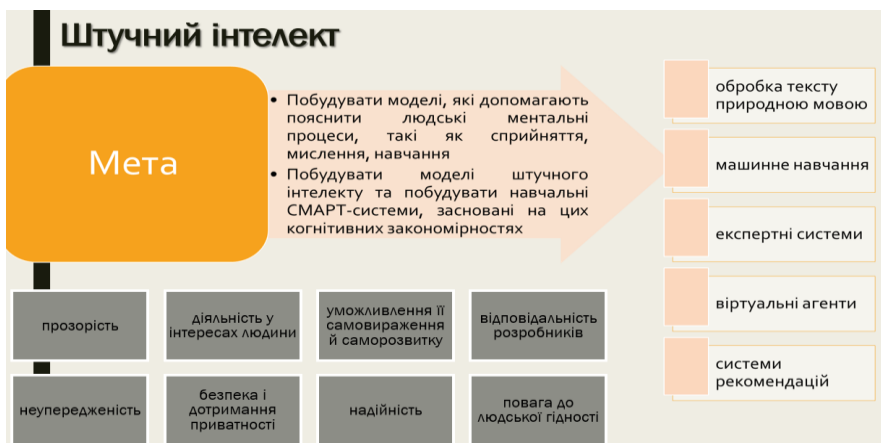 Штучний інтелект
Мета
• Побудувати моделі, які допомагають
пояснити людські ментальні
процеси, такі як сприйняття,
мислення, навчання
• Побудувати моделі штучного
інтелекту та побудувати навчальні
СМАРТ-системи, засновані на цих
когнітивних закономірностях
обробка тексту
природною мовою
машинне навчання
експертні системи
віртуальні агенти
системи
рекомендацій
прозорість
діяльність у
інтересах людини
уможливлення її
самовираження
й саморозвитку
відповідальність
розробників
неупередженість
безпека і
дотримання
приватності
надійність
повага до
людської гідності